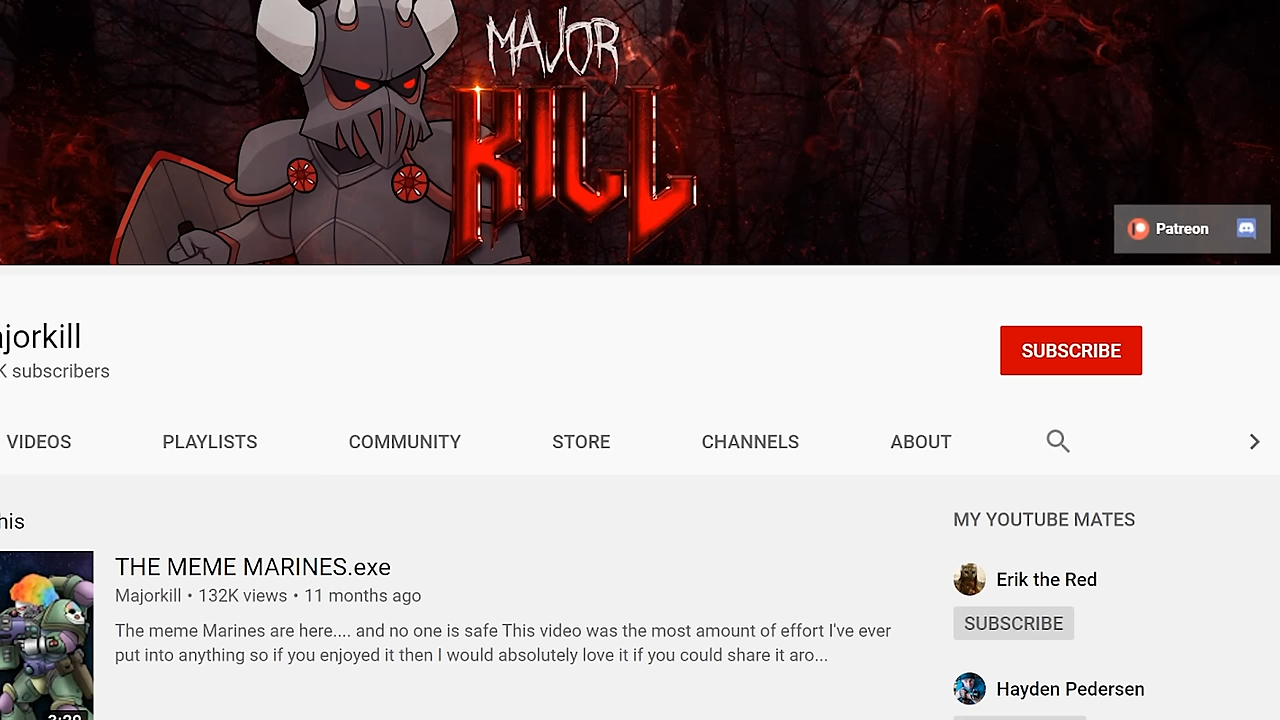 MAJOR
KILL
Patreon
jorkill
K subscribers
SUBSCRIBE
VIDEOS PLAYLISTS COMMUNITY STORE CHANNELS ABOUT
his
MY YOUTUBE MATES
THE MEME MARINES.exe
Majorkill • 132K views • 11 months ago
The meme Marines are here.... and no one is safe This video was the most amount of effort I've ever
put into anything so if you enjoyed it then I would absolutely love it if you could share it aro...
Erik the Red
SUBSCRIBE
Hayden Pedersen